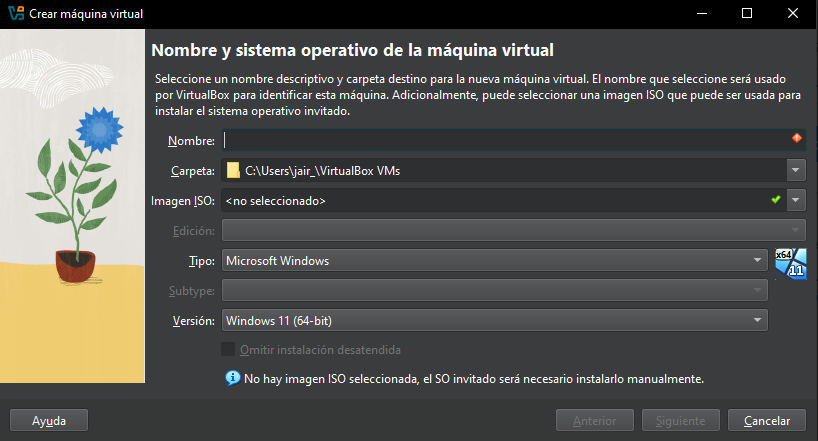 Crear máquina virtual
Nombre y sistema operativo de la máquina virtual
Seleccione un nombre descriptivo y carpeta destino para la nueva máquina virtual. El nombre que seleccione será usado
por VirtualBox para identificar esta máquina. Adicionalmente, puede seleccionar una imagen ISO que puede ser usada para
instalar el sistema operativo invitado.
Nombre:
Carpeta: C:\Users\jair_\VirtualBox VMs
Imagen ISO: <no seleccionado>
Edición:
Tipo: Microsoft Windows
x64
11
Subtype:
Versión: Windows 11 (64-bit)
Omitir instalación desatendida
No hay imagen ISO seleccionada, el SO invitado será necesario instalarlo manualmente.
Ayuda Anterior Siguiente Cancelar